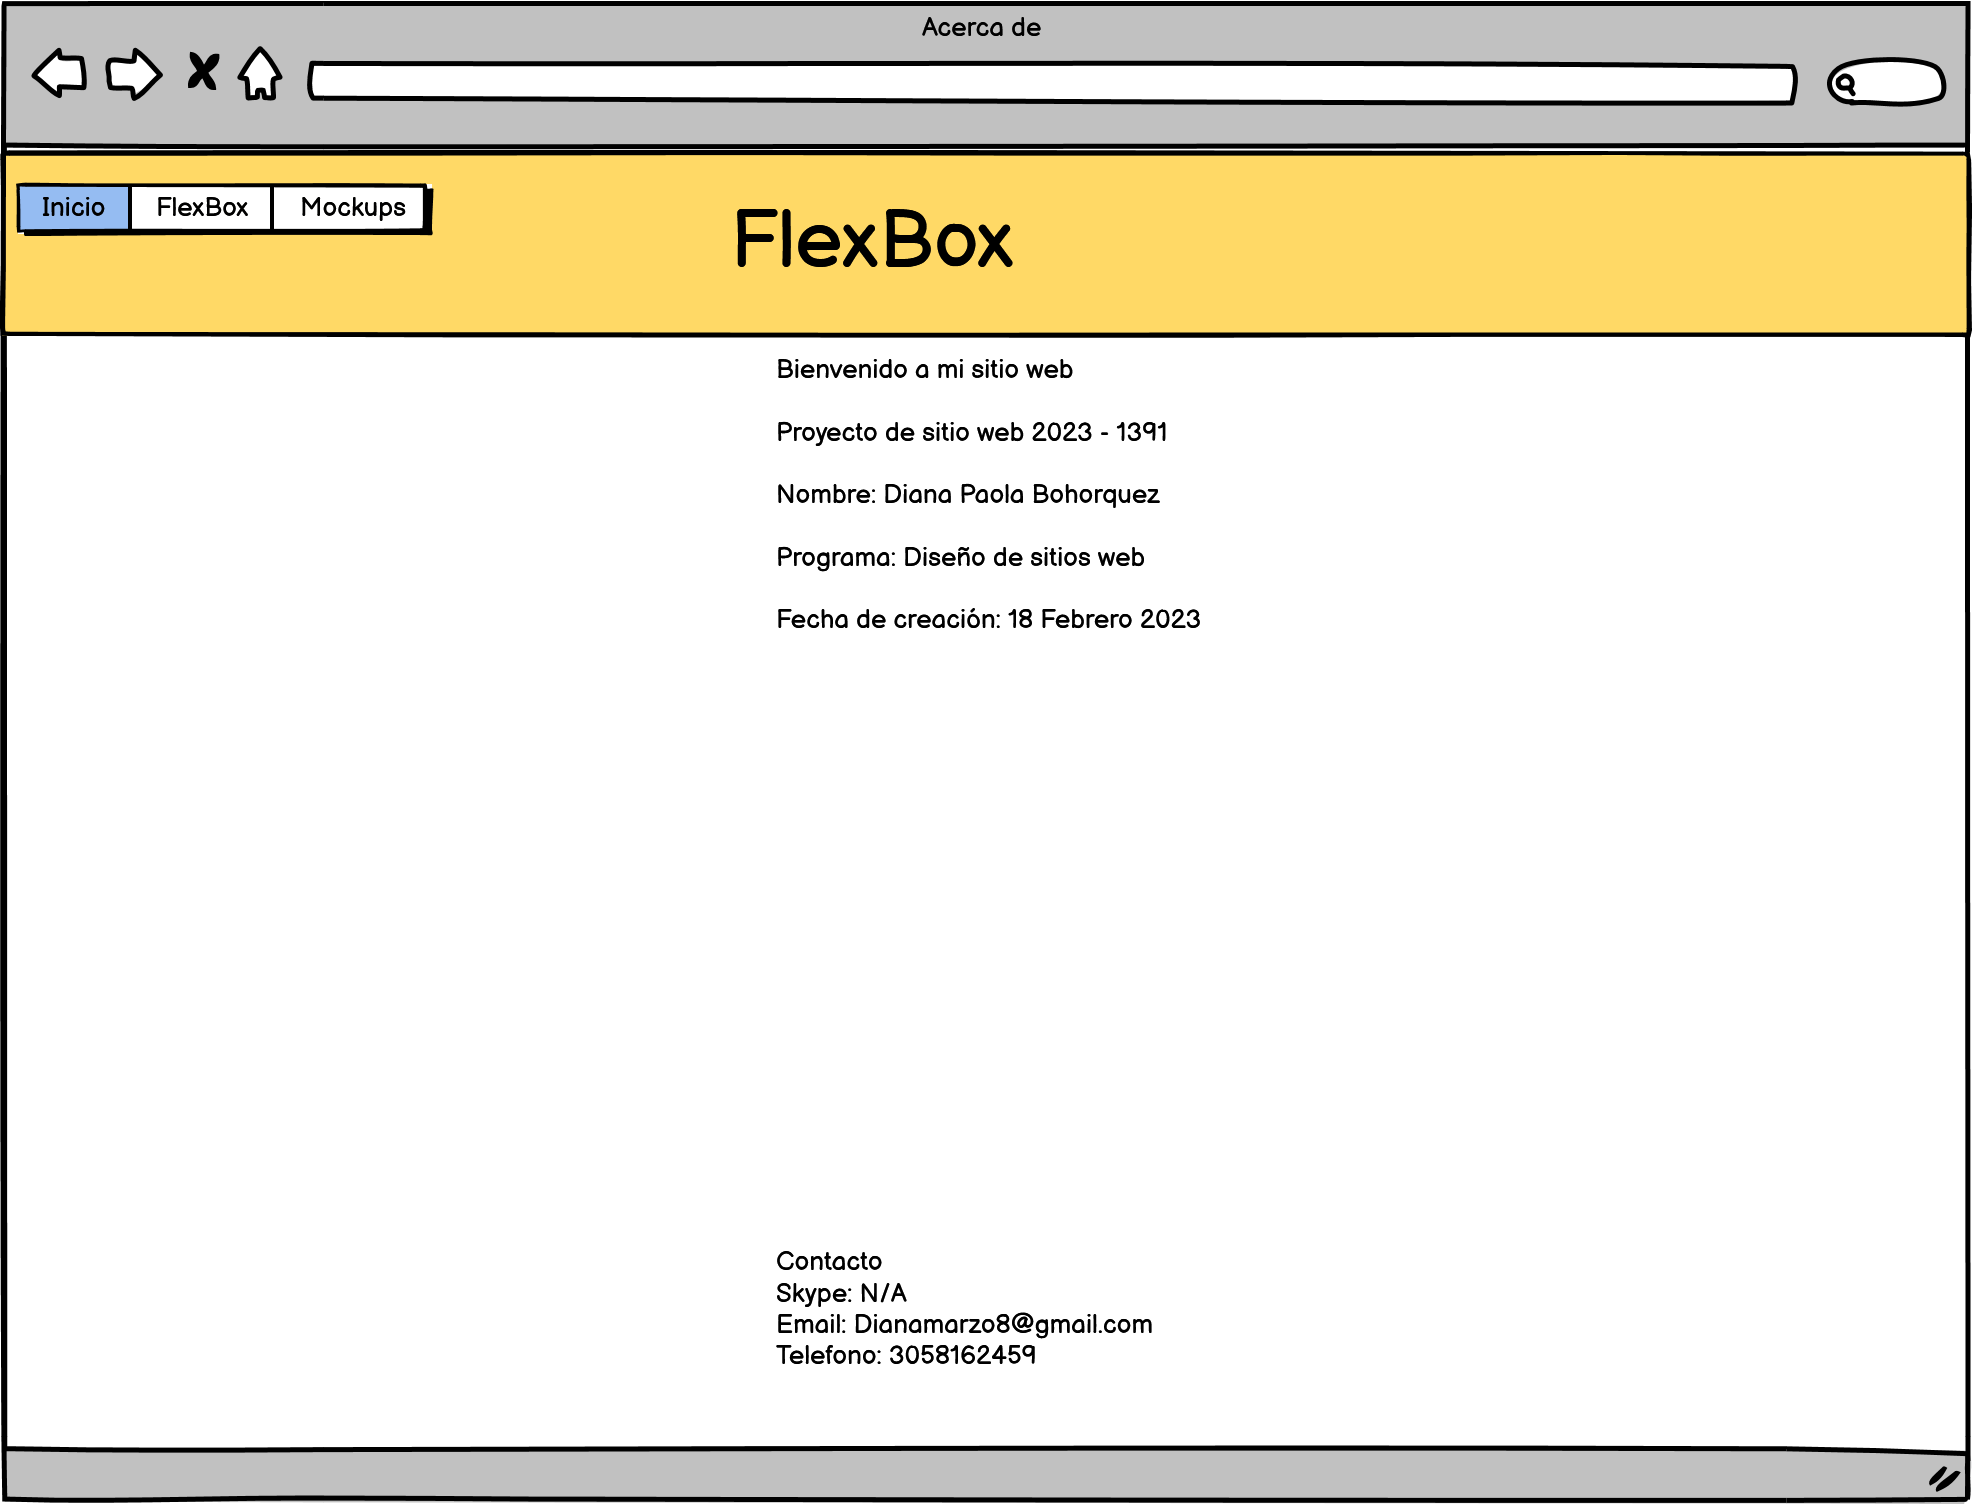 Acerca de
Inicio FlexBox Mockups
FlexBox
Bienvenido a mi sitio web
Proyecto de sitio web 2023 - 1391
Nombre: Diana Paola Bohorquez
Programa: Diseño de sitios web
Fecha de creación: 18 Febrero 2023
Contacto
Skype: N/A
Email: Dianamarzo8@gmail.com
Telefono: 3058162459